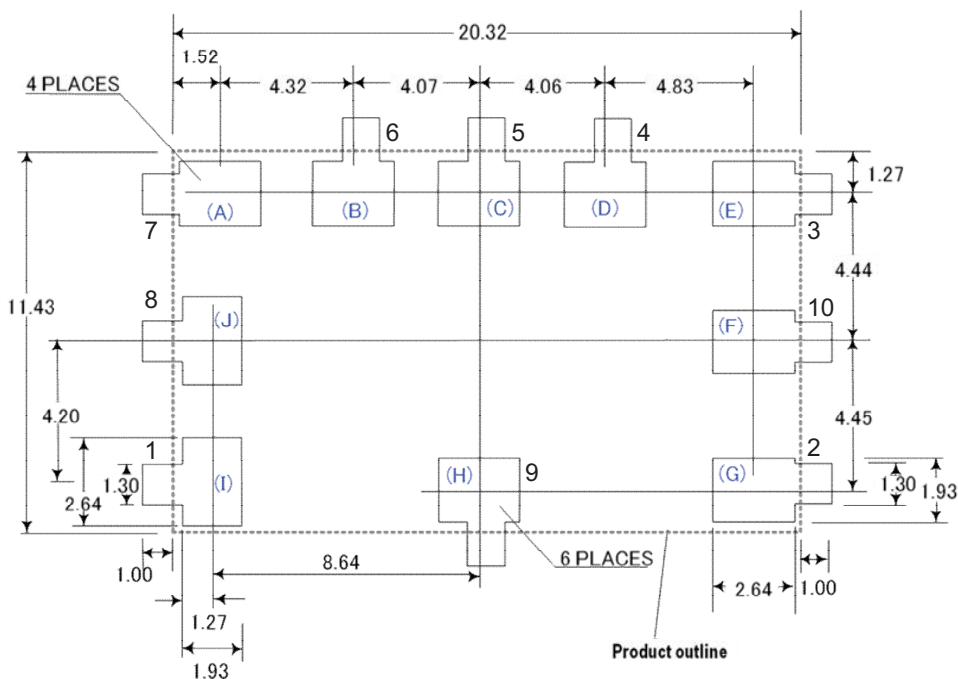 20.32
1.52
4.32
4.07
4.06
4.83
4 PLACES
6
5
4
1.27
(A)
(B)
(C)
(D)
(E)
7
3
4.44
11.43
8
10
(J)
(F)
4.20
4.45
1
9
2
(I)
(H)
(G)
1.30
2.64
1.30
1.93
6 PLACES
8.64
1.00
2.64
1.00
1.27
1.93
Product outline